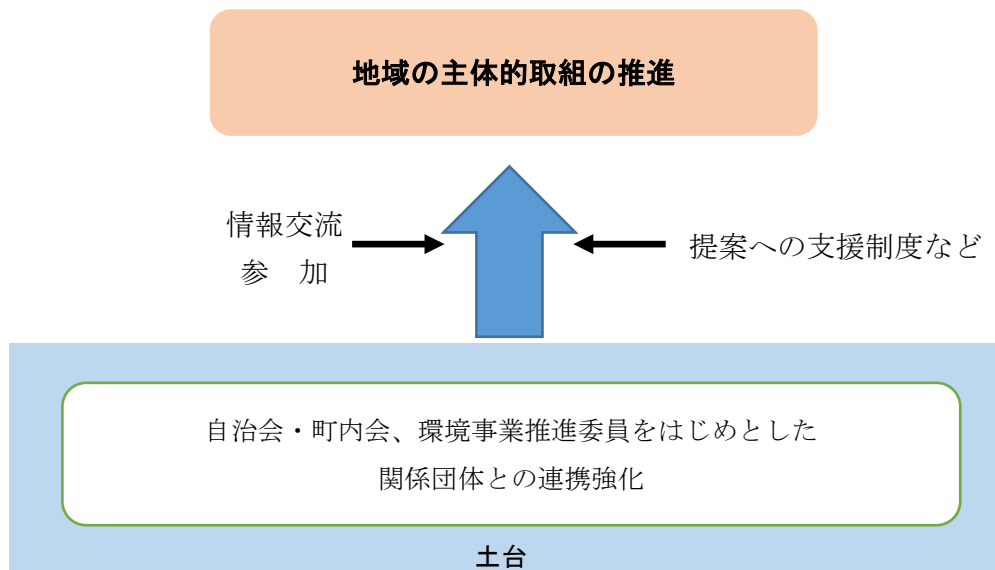 地域の主体的取組の推進
情報交流
参　加
提案への支援制度など
自治会・町内会、環境事業推進委員をはじめとした
関係団体との連携強化
土台